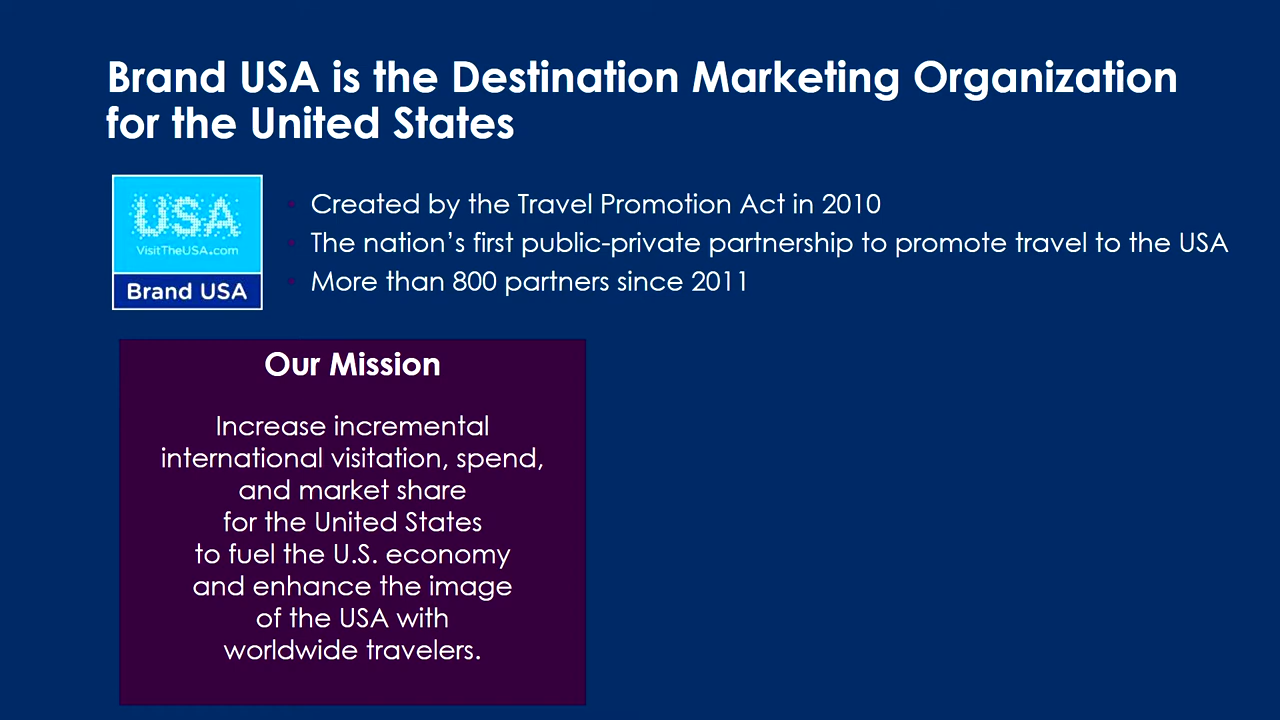 Brand USA is the Destination Marketing Organization
for the United States
USA
VisitTheUSA.com
Brand USA
Created by the Travel Promotion Act in 2010
The nation’s first public-private partnership to promote travel to the USA
More than 800 partners since 2011
Our Mission
Increase incremental
international visitation, spend,
and market share
for the United States
to fuel the U.S. economy
and enhance the image
of the USA with
worldwide travelers.